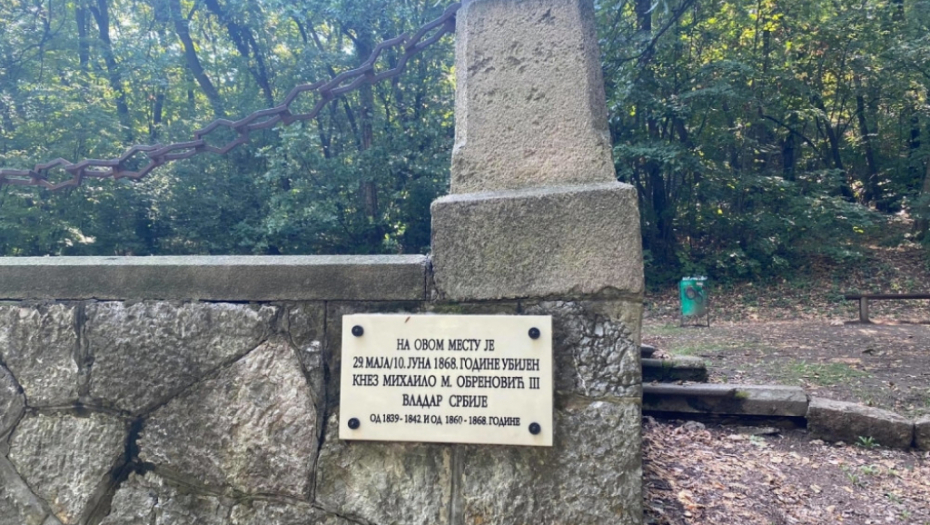 НА ОВОМ МЕСТУ ЈЕ
29. МАЈА/10. ЈУНА 1868. ГОДИНЕ УБИЈЕН
КНЕЗ МИХАИЛО М. ОБРЕНОВИЋ III
ВЛАДАР СРБИЈЕ
ОД 1839-1842. И ОД 1860-1868. ГОДИНЕ